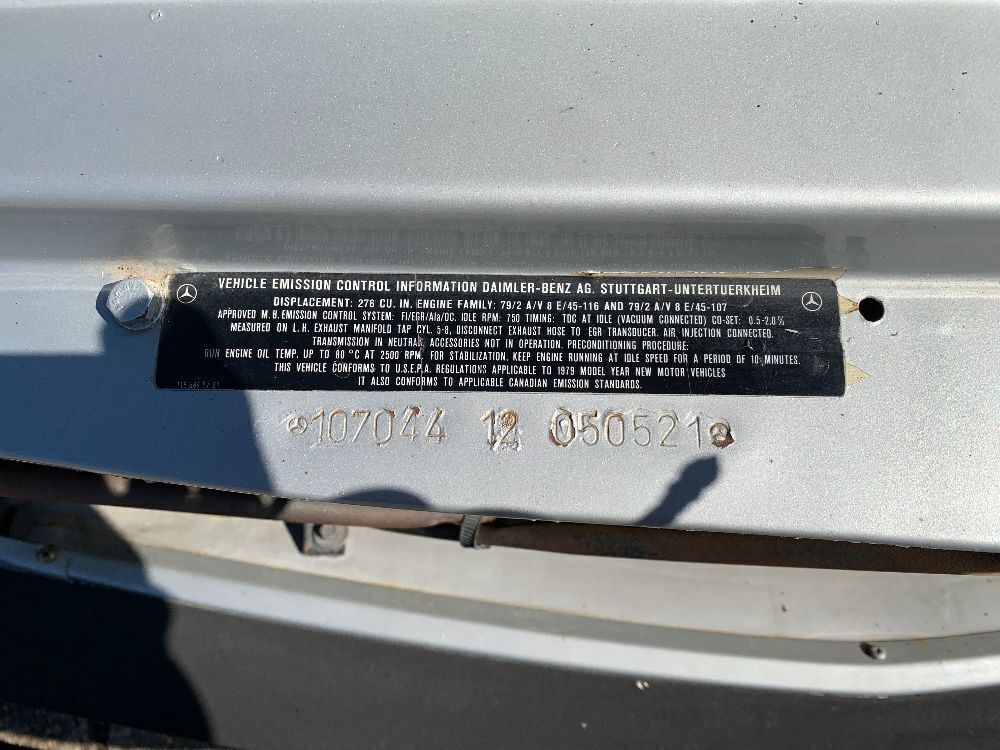 VEHICLE EMISSION CONTROL INFORMATION DAIMLER-BENZ AG. STUTTGART-UNTERTUERKHEIM
DISPLACEMENT: 276 CU. IN. ENGINE FAMILY: 79/2 A/V 8 E/45-116 AND 79/2 A/V 8 E/45-107
APPROVED M.B. EMISSION CONTROL SYSTEM: FI/EGR/AIR/OC. IDLE RPM: 750 TIMING: TDC AT IDLE (VACUUM CONNECTED) CO-SET: 0.5-2.0%
MEASURED ON L.H. EXHAUST MANIFOLD TAP CYL. 5-8, DISCONNECT EXHAUST HOSE TO EGR TRANSDUCER. AIR INJECTION CONNECTED.
TRANSMISSION IN NEUTRAL, ACCESSORIES NOT IN OPERATION. PRECONDITIONING PROCEDURE:
RUN ENGINE OIL TEMP. UP TO 80 °C AT 2500 RPM, FOR STABILIZATION. KEEP ENGINE RUNNING AT IDLE SPEED FOR A PERIOD OF 10 MINUTES.
THIS VEHICLE CONFORMS TO U.S.E.P.A. REGULATIONS APPLICABLE TO 1979 MODEL YEAR NEW MOTOR VEHICLES
IT ALSO CONFORMS TO APPLICABLE CANADIAN EMISSION STANDARDS.
107044 12 050521